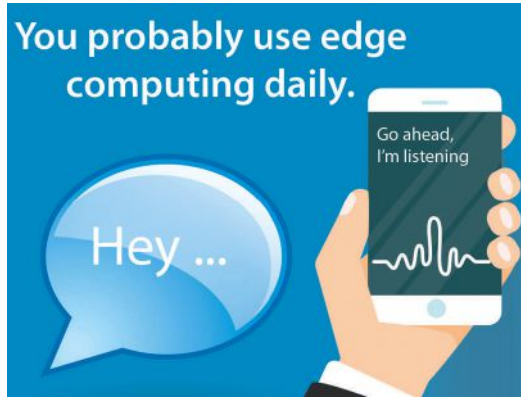 You probably use edge
computing daily.
Go ahead,
I'm listening
Hey ...